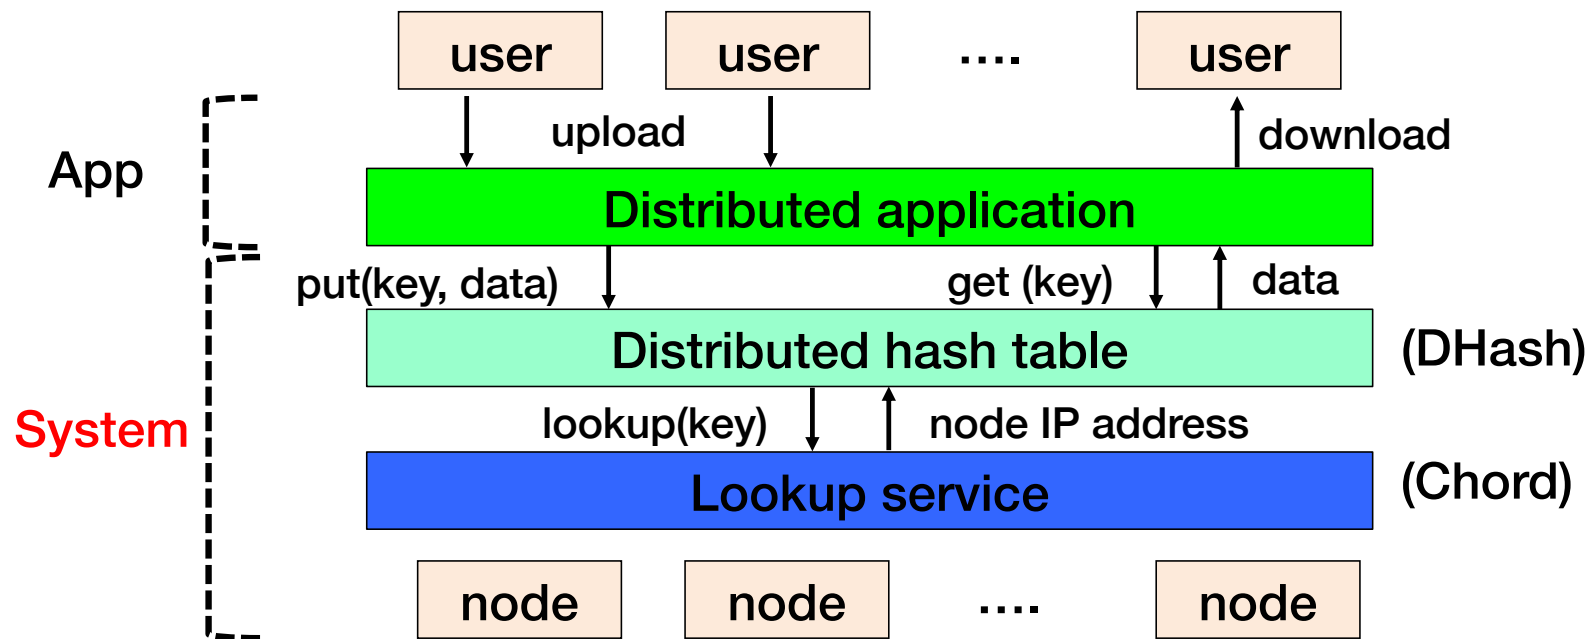 user
user
....
user
upload
download
App
Distributed application
put(key, data)
get (key)
data
Distributed hash table
(DHash)
System
lookup(key)
node IP address
Lookup service
(Chord)
node
node
....
node